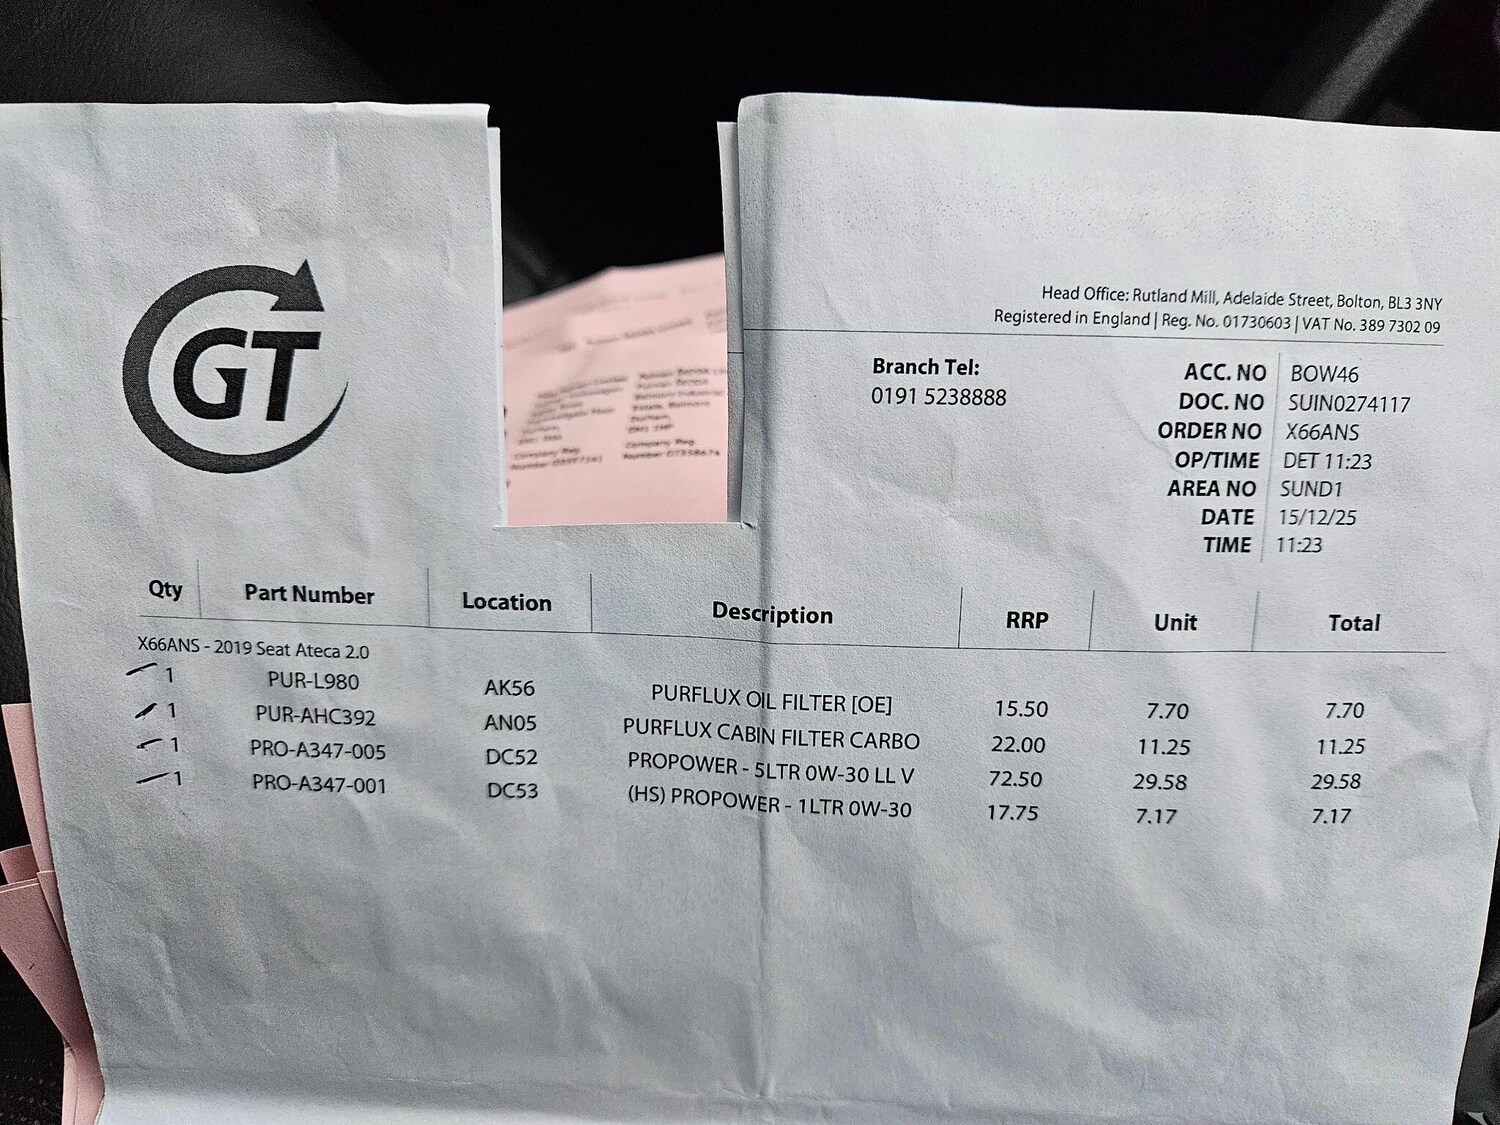 GT
Head Office: Rutland Mill, Adelaide Street, Bolton, BL3 3NY
Registered in England | Reg. No. 01730603 | VAT No. 389 7302 09
Branch Tel:
0191 5238888
ACC. NO BOW46
DOC. NO SUIN0274117
ORDER NO X66ANS
OP/TIME DET 11:23
AREA NO SUND1
DATE 15/12/25
TIME 11:23
Company Reg
Company Reg
Qty Part Number Location Description RRP Unit Total
X66ANS - 2019 Seat Ateca 2.0
1 PUR-L980 AK56 PURFLUX OIL FILTER [OE] 15.50 7.70 7.70
1 PUR-AHC392 AN05 PURFLUX CABIN FILTER CARBO 22.00 11.25 11.25
1 PRO-A347-005 DC52 PROPOWER - 5LTR 0W-30 LL V 72.50 29.58 29.58
1 PRO-A347-001 DC53 (HS) PROPOWER - 1LTR 0W-30 17.75 7.17 7.17